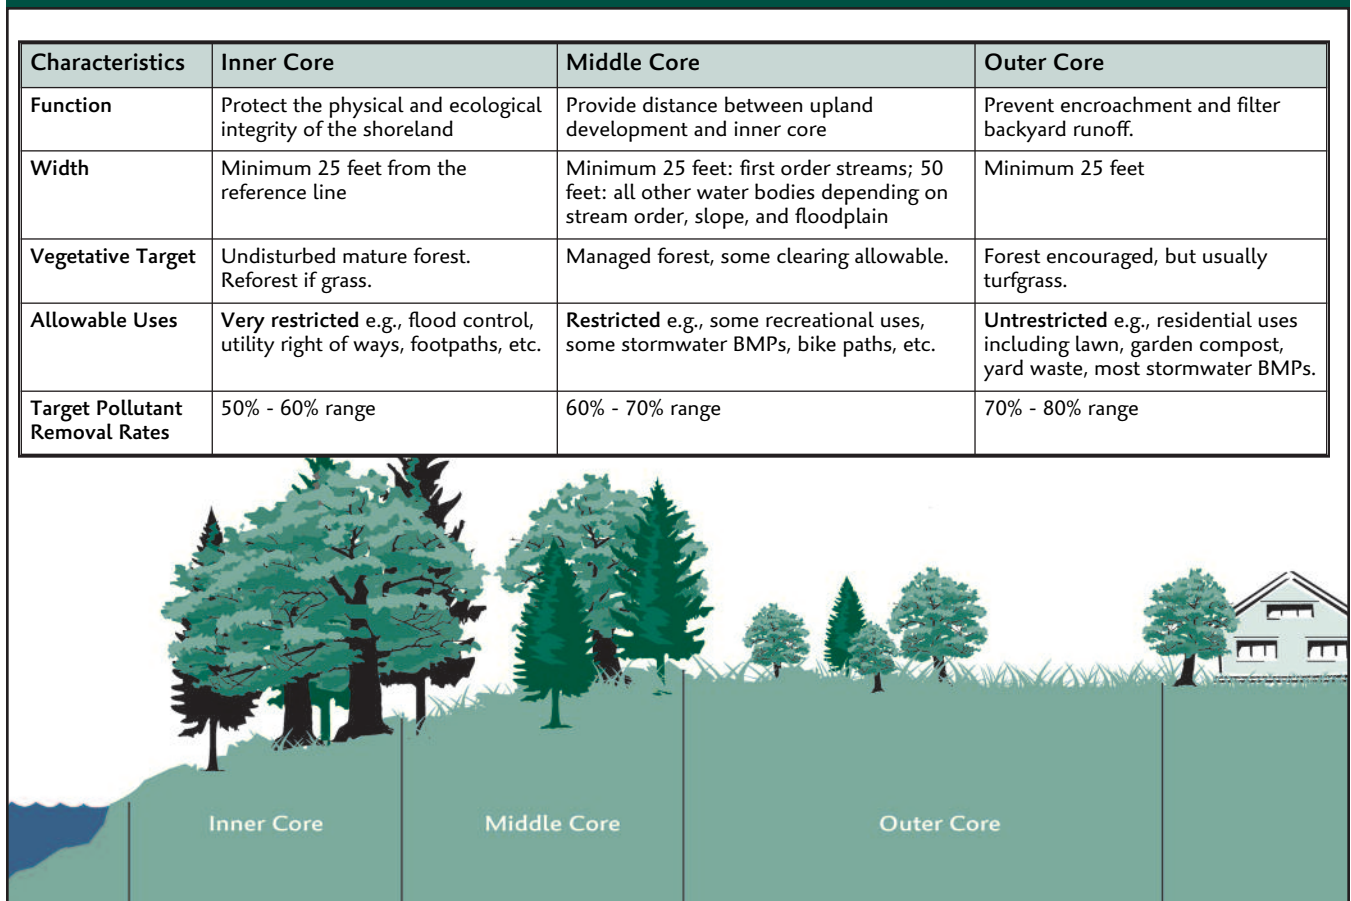 Characteristics Inner Core Middle Core Outer Core
Function
Protect the physical and ecological
integrity of the shoreland
Provide distance between upland
development and inner core
Prevent encroachment and filter
backyard runoff.
Width
Minimum 25 feet from the
reference line
Minimum 25 feet: first order streams; 50
feet: all other water bodies depending on
stream order, slope, and floodplain
Minimum 25 feet
Vegetative Target
Undisturbed mature forest.
Reforest if grass.
Managed forest, some clearing allowable.
Forest encouraged, but usually
turfgrass.
Allowable Uses
Very restricted e.g., flood control,
utility right of ways, footpaths, etc.
Restricted e.g., some recreational uses,
some stormwater BMPs, bike paths, etc.
Untrestricted e.g., residential uses
including lawn, garden compost,
yard waste, most stormwater BMPs.
Target Pollutant
Removal Rates
50% - 60% range
60% - 70% range
70% - 80% range
Inner Core
Middle Core
Outer Core